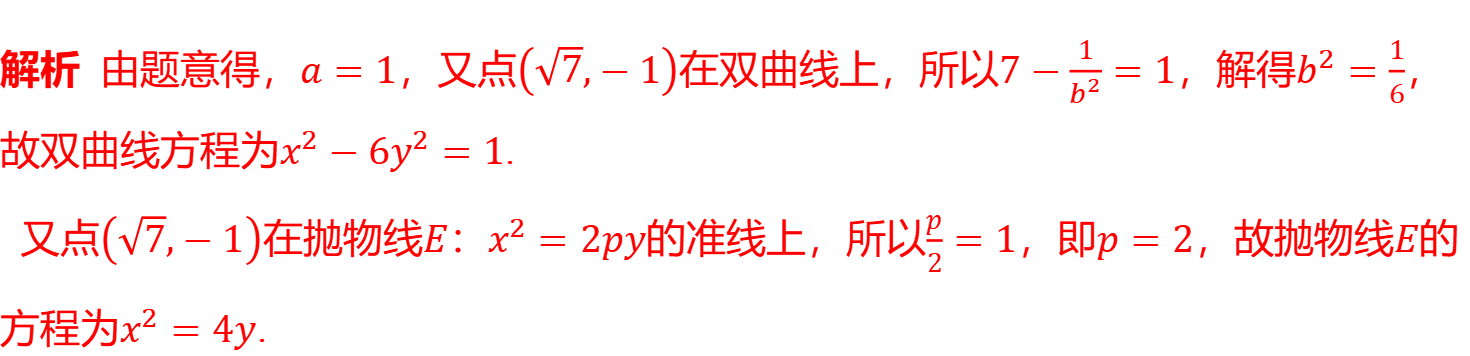 解析 由题意得，a = 1，又点(√7, − 1)在双曲线上，所以7 − 1/b² = 1，解得b² = 1/6,
故双曲线方程为x² − 6y² = 1.
又点(√7, − 1)在抛物线E：x² = 2py的准线上，所以p/2 = 1，即p = 2，故抛物线E的
方程为x² = 4y.